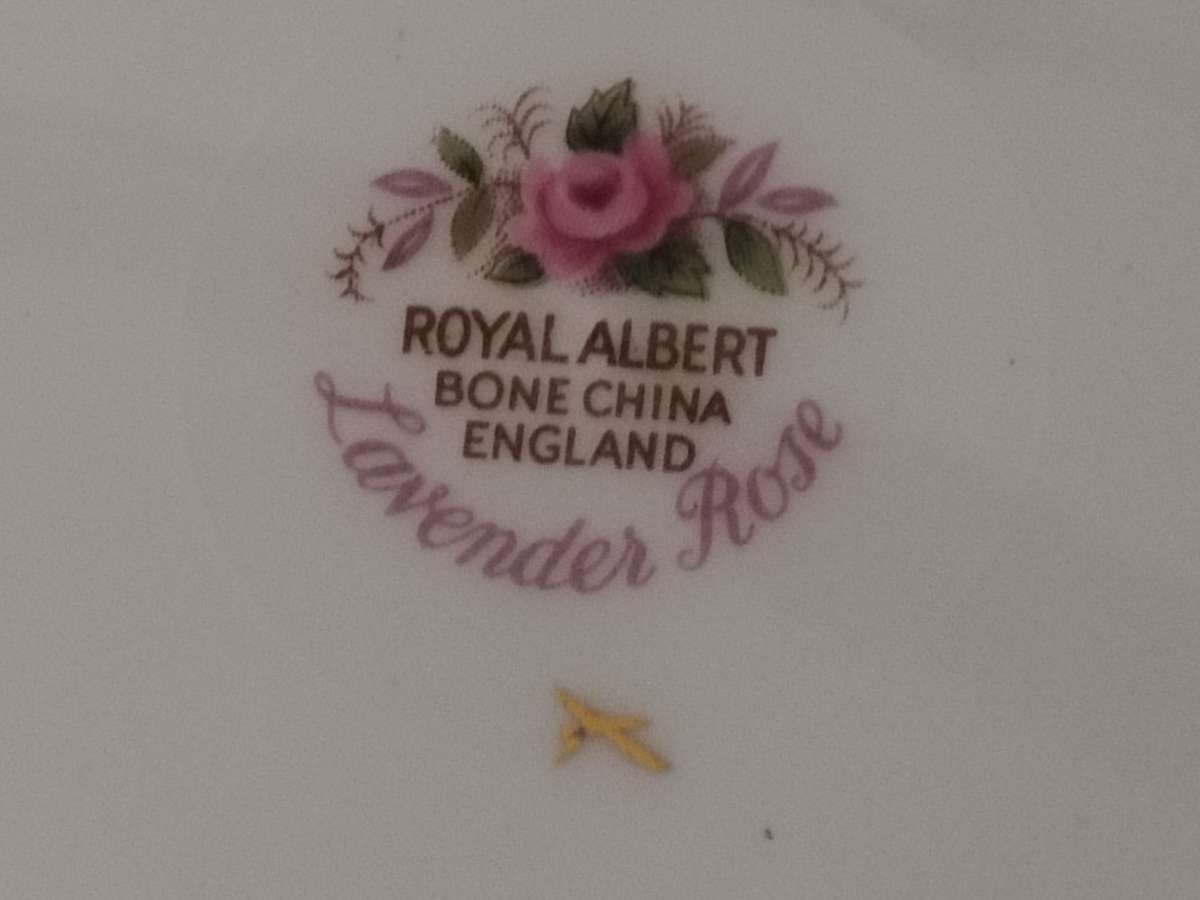 ROYAL ALBERT
BONE CHINA
ENGLAND
Lavender Rose